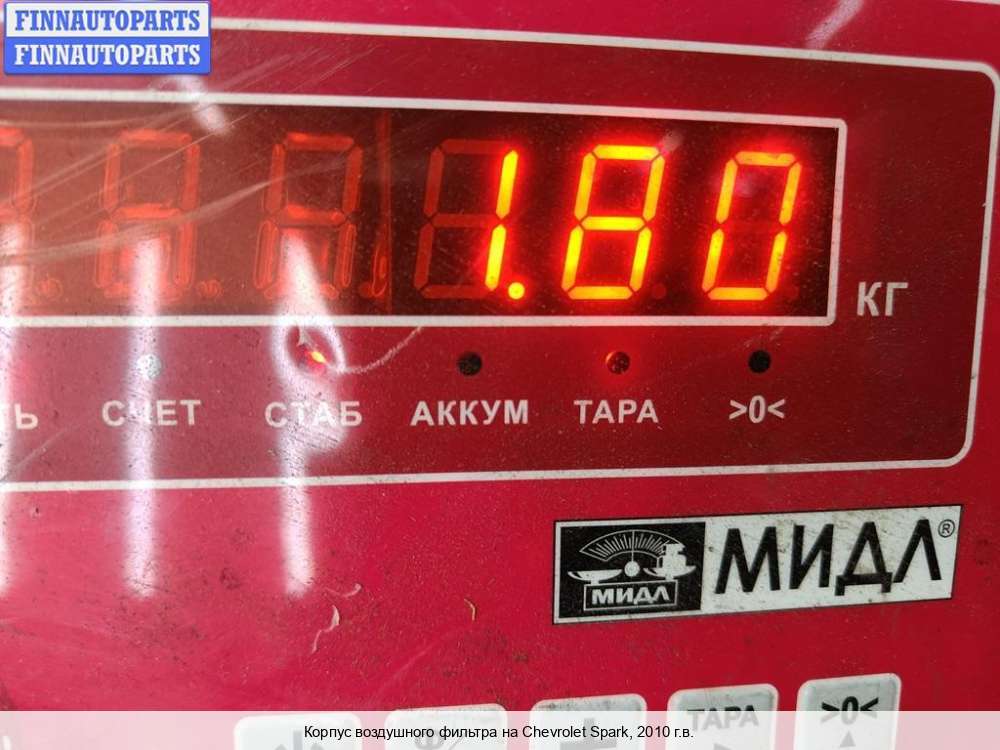 FINNAUTOPARTS
FINNAUTOPARTS
1.80
КГ
ТЬ СЧЕТ СТАБ АККУМ ТАРА >0<
МИДЛ МИДЛ®
ТАРА >0<
Корпус воздушного фильтра на Chevrolet Spark, 2010 г.в.